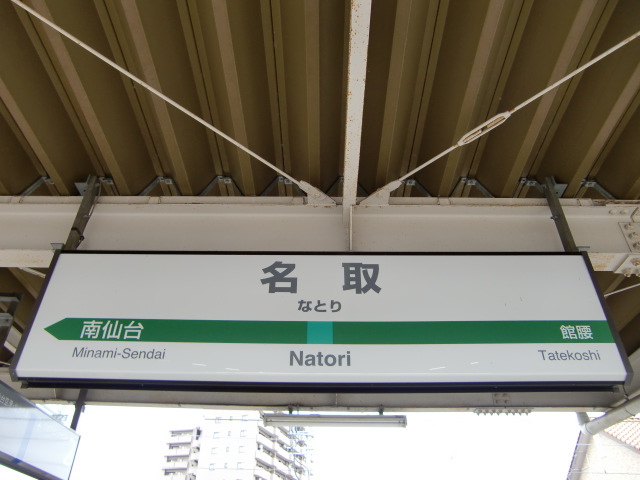 名取
なとり
南仙台 館腰
Minami-Sendai Natori Tatekoshi